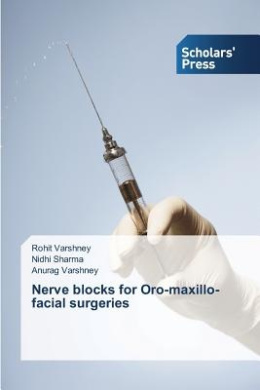 Scholars'
Press
Rohit Varshney
Nidhi Sharma
Anurag Varshney
Nerve blocks for Oro-maxillo-
facial surgeries